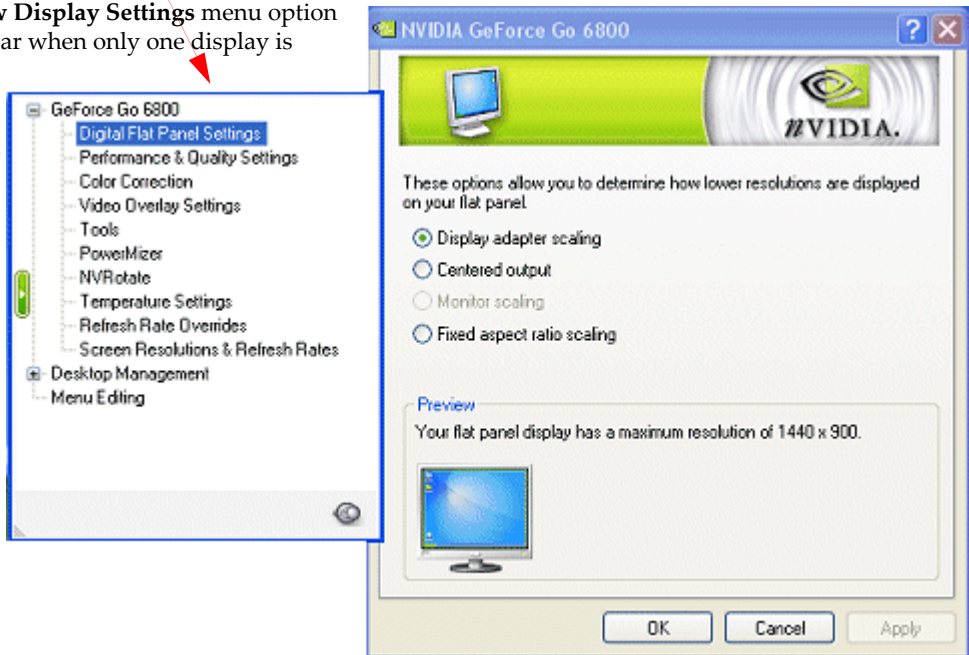 Display Settings menu option
ar when only one display is
GeForce Go 6800
Digital Flat Panel Settings
Performance & Quality Settings
Color Correction
Video Overlay Settings
Tools
PowerMizer
NVRotate
Temperature Settings
Refresh Rate Overrides
Screen Resolutions & Refresh Rates
Desktop Management
Menu Editing
NVIDIA GeForce Go 6800
nVIDIA.
These options allow you to determine how lower resolutions are displayed
on your flat panel.
Display adapter scaling
Centered output
Monitor scaling
Fixed aspect ratio scaling
Preview
Your flat panel display has a maximum resolution of 1440 x 900.
OK
Cancel
Apply